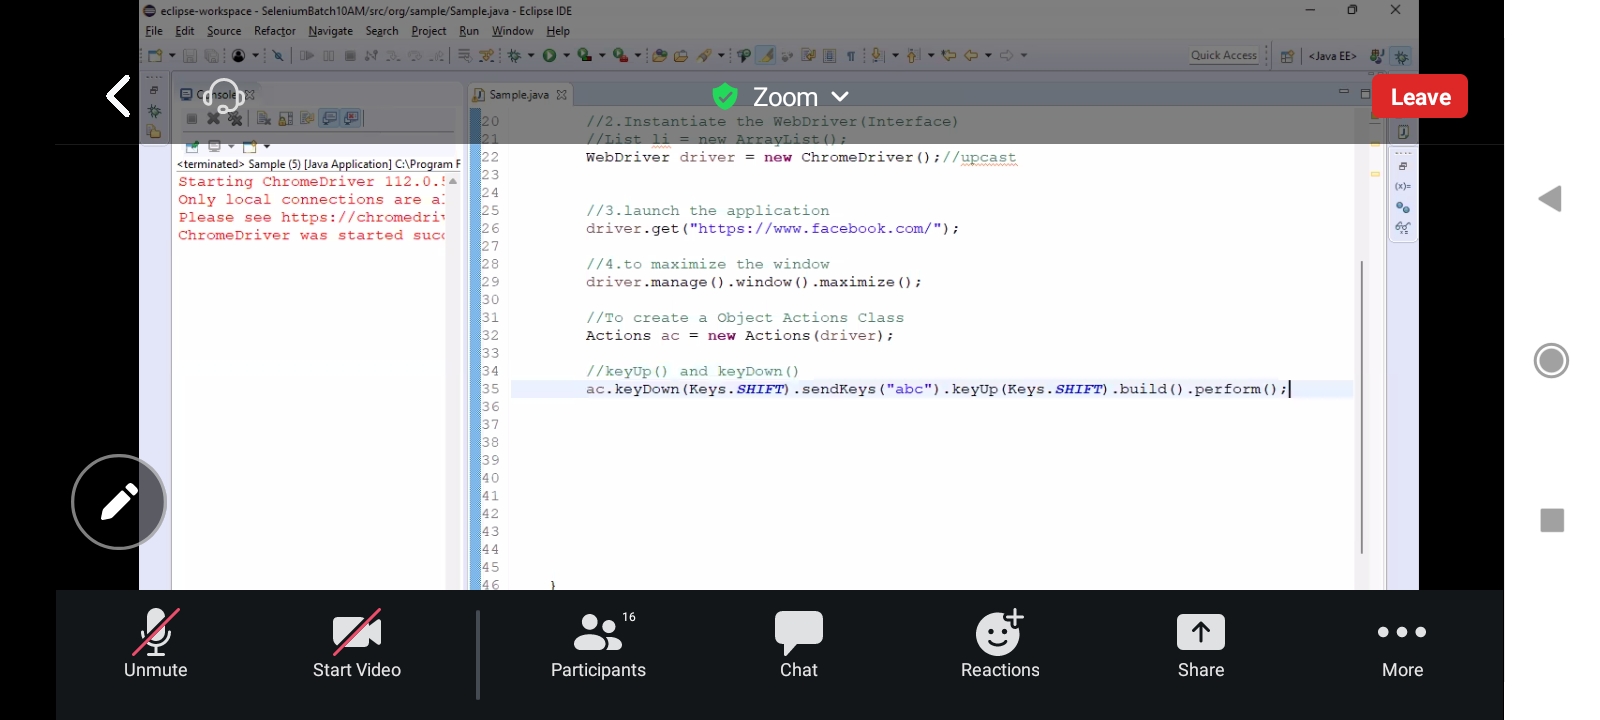 eclipse-workspace - SeleniumBatch10AM/src/org/sample/Sample.java - Eclipse IDE
File Edit Source Refactor Navigate Search Project Run Window Help
Quick Access
<Java EE>
Console
Sample.java
Zoom
Leave
<terminated> Sample (5) [Java Application] C:\Program F
Starting ChromeDriver 112.0.5
Only local connections are al
Please see https://chromedriv
ChromeDriver was started succ
20 //2.Instantiate the WebDriver(Interface)
21 //List li = new ArrayList();
22 WebDriver driver = new ChromeDriver();//upcast
23
24
25 //3.launch the application
26 driver.get("https://www.facebook.com/");
27
28 //4.to maximize the window
29 driver.manage().window().maximize();
30
31 //To create a Object Actions Class
32 Actions ac = new Actions(driver);
33
34 //keyUp() and keyDown()
35 ac.keyDown(Keys.SHIFT).sendKeys("abc").keyUp(Keys.SHIFT).build().perform();
36
37
38
39
40
41
42
43
44
45
46 }
(x)=
16
Unmute Start Video Participants Chat Reactions Share More